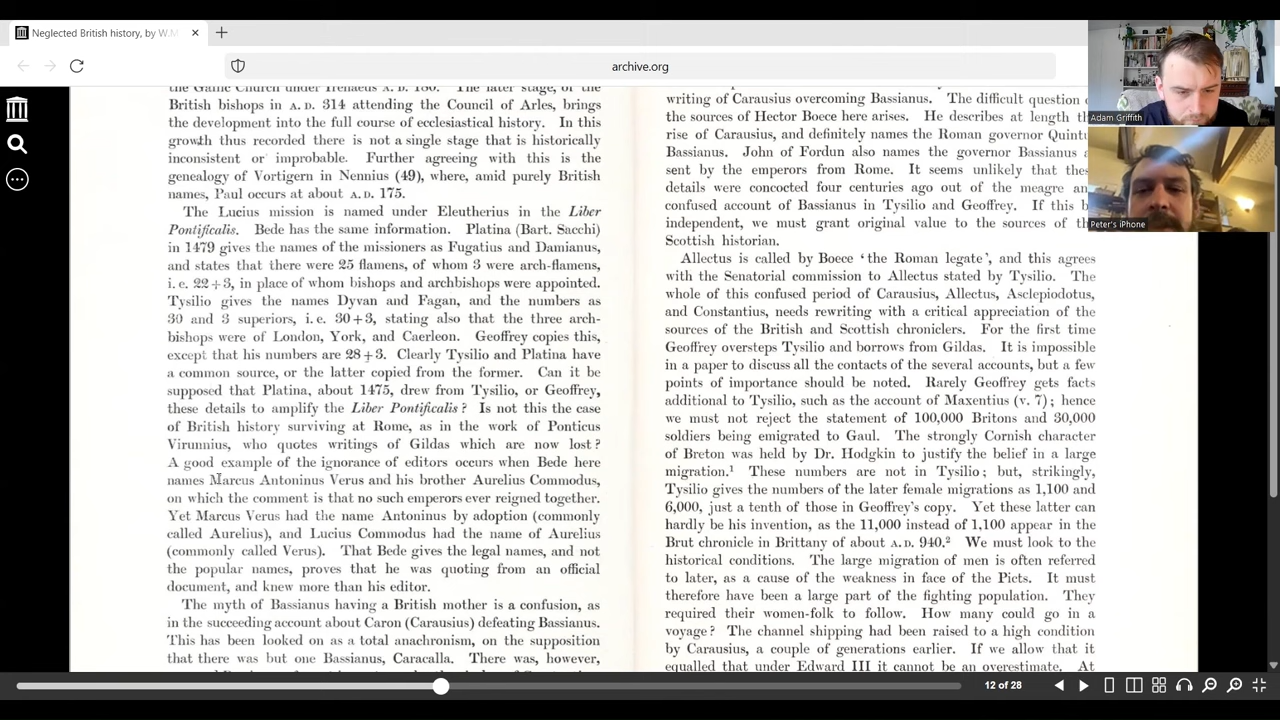 Neglected British history, by W.M
archive.org
Adam Griffith
Peter's iPhone
the Gallic Church under Irenaeus A. D. 180. The later stage, of the
British bishops in A. D. 314 attending the Council of Arles, brings
the development into the full course of ecclesiastical history. In this
growth thus recorded there is not a single stage that is historically
inconsistent or improbable. Further agreeing with this is the
genealogy of Vortigern in Nennius (49), where, amid purely British
names, Paul occurs at about A. D. 175.
The Lucius mission is named under Eleutherius in the Liber
Pontificalis. Bede has the same information. Platina (Bart. Sacchi)
in 1479 gives the names of the missioners as Fugatius and Damianus,
and states that there were 25 flamens, of whom 3 were arch-flamens,
i. e. 22 + 3, in place of whom bishops and archbishops were appointed.
Tysilio gives the names Dyvan and Fagan, and the numbers as
30 and 3 superiors, i. e. 30 + 3, stating also that the three arch-
bishops were of London, York, and Caerleon. Geoffrey copies this,
except that his numbers are 28 + 3. Clearly Tysilio and Platina have
a common source, or the latter copied from the former. Can it be
supposed that Platina, about 1475, drew from Tysilio, or Geoffrey,
these details to amplify the Liber Pontificalis? Is not this the case
of British history surviving at Rome, as in the work of Ponticus
Virunnius, who quotes writings of Gildas which are now lost?
A good example of the ignorance of editors occurs when Bede here
names Marcus Antoninus Verus and his brother Aurelius Commodus,
on which the comment is that no such emperors ever reigned together.
Yet Marcus Verus had the name Antoninus by adoption (commonly
called Aurelius), and Lucius Commodus had the name of Aurelius
(commonly called Verus). That Bede gives the legal names, and not
the popular names, proves that he was quoting from an official
document, and knew more than his editor.
The myth of Bassianus having a British mother is a confusion, as
in the succeeding account about Caron (Carausius) defeating Bassianus.
This has been looked on as a total anachronism, on the supposition
that there was but one Bassianus, Caracalla. There was, however,
writing of Carausius overcoming Bassianus. The difficult question
the sources of Hector Boece here arises. He describes at length
rise of Carausius, and definitely names the Roman governor Quintu
Bassianus. John of Fordun also names the governor Bassianus
sent by the emperors from Rome. It seems unlikely that thes
details were concocted four centuries ago out of the meagre an
confused account of Bassianus in Tysilio and Geoffrey. If this b
independent, we must grant original value to the sources of th
Scottish historian.
Allectus is called by Boece ‘the Roman legate’, and this agrees
with the Senatorial commission to Allectus stated by Tysilio. The
whole of this confused period of Carausius, Allectus, Asclepiodotus,
and Constantius, needs rewriting with a critical appreciation of the
sources of the British and Scottish chroniclers. For the first time
Geoffrey oversteps Tysilio and borrows from Gildas. It is impossible
in a paper to discuss all the contacts of the several accounts, but a few
points of importance should be noted. Rarely Geoffrey gets facts
additional to Tysilio, such as the account of Maxentius (v. 7); hence
we must not reject the statement of 100,000 Britons and 30,000
soldiers being emigrated to Gaul. The strongly Cornish character
of Breton was held by Dr. Hodgkin to justify the belief in a large
migration.¹ These numbers are not in Tysilio; but, strikingly,
Tysilio gives the numbers of the later female migrations as 1,100 and
6,000, just a tenth of those in Geoffrey's copy. Yet these latter can
hardly be his invention, as the 11,000 instead of 1,100 appear in the
Brut chronicle in Brittany of about A. D. 940.² We must look to the
historical conditions. The large migration of men is often referred
to later, as a cause of the weakness in face of the Picts. It must
therefore have been a large part of the fighting population. They
required their women-folk to follow. How many could go in a
voyage? The channel shipping had been raised to a high condition
by Carausius, a couple of generations earlier. If we allow that it
equalled that under Edward III it cannot be an overestimate. At
12 of 28